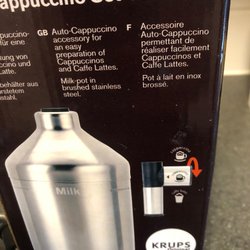 appuccino Set
GB Auto-Cappuccino
accessory for
an easy
preparation of
Cappuccinos
and Caffe Lattes.
Milk-pot in
brushed stainless
steel.
F Accessoire
Auto-Cappuccino
permettant de
réaliser facilement
Cappuccinos et
Caffe Lattes.
Pot à lait en inox
brossé.
Milk
KRUPS